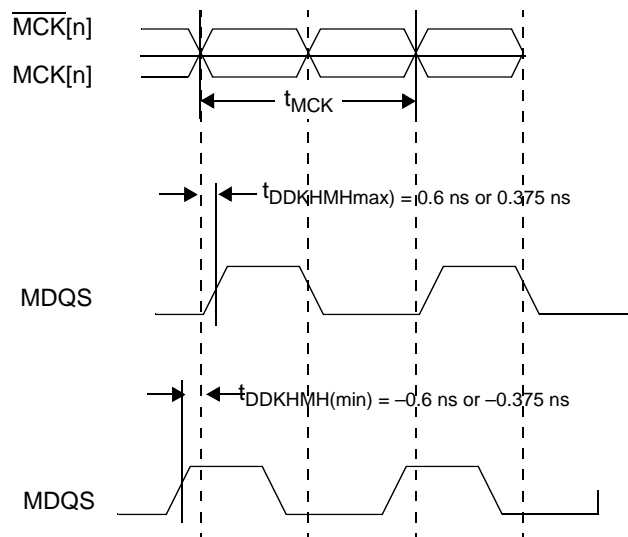 M̅C̅K̅[n]
MCK[n]
tMCK
tDDKHMHmax) = 0.6 ns or 0.375 ns
MDQS
tDDKHMH(min) = –0.6 ns or –0.375 ns
MDQS